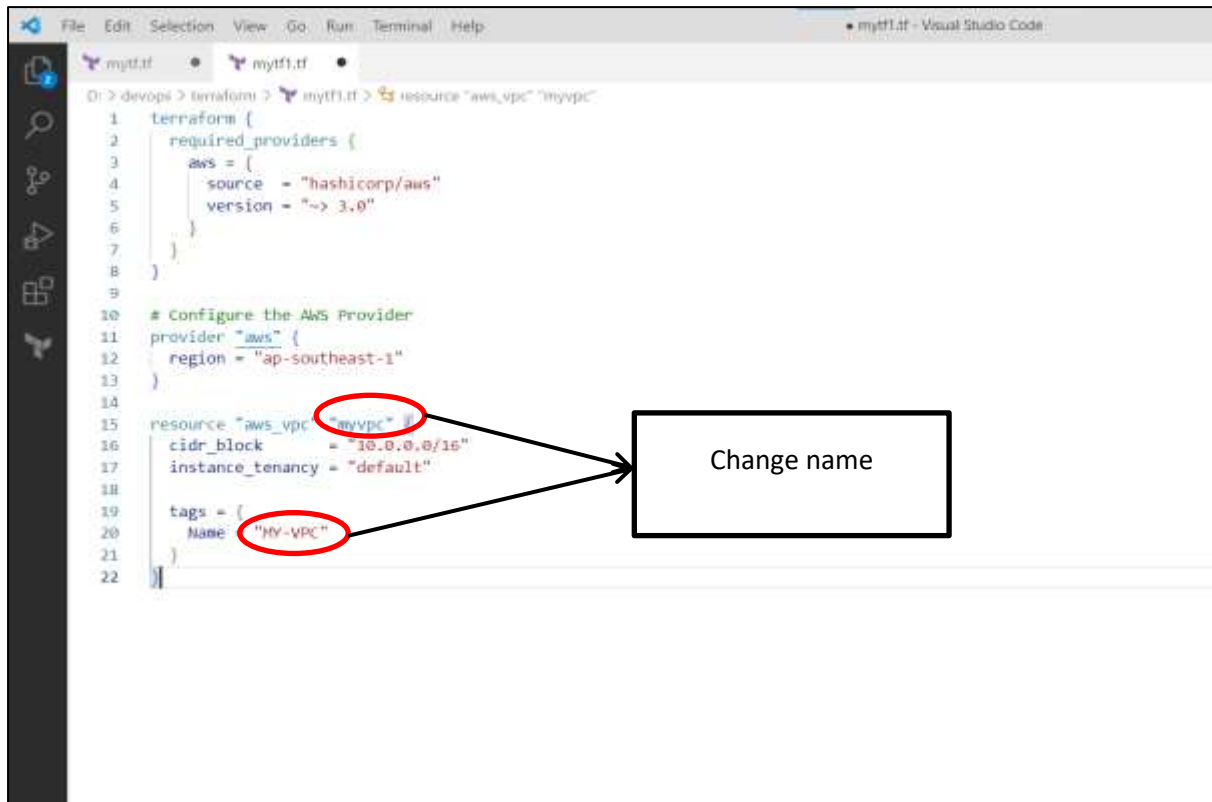 File Edit Selection View Go Run Terminal Help
● mytf1.tf - Visual Studio Code
mytf.tf ● mytf1.tf ●
D: > devops > terraform > mytf1.tf > resource "aws_vpc" "myvpc"
1 terraform {
2 required_providers {
3 aws = {
4 source = "hashicorp/aws"
5 version = "~> 3.0"
6 }
7 }
8 }
9
10 # Configure the AWS Provider
11 provider "aws" {
12 region = "ap-southeast-1"
13 }
14
15 resource "aws_vpc" "myvpc" {
16 cidr_block = "10.0.0.0/16"
17 instance_tenancy = "default"
18
19 tags = {
20 Name = "MY-VPC"
21 }
22 }
Change name